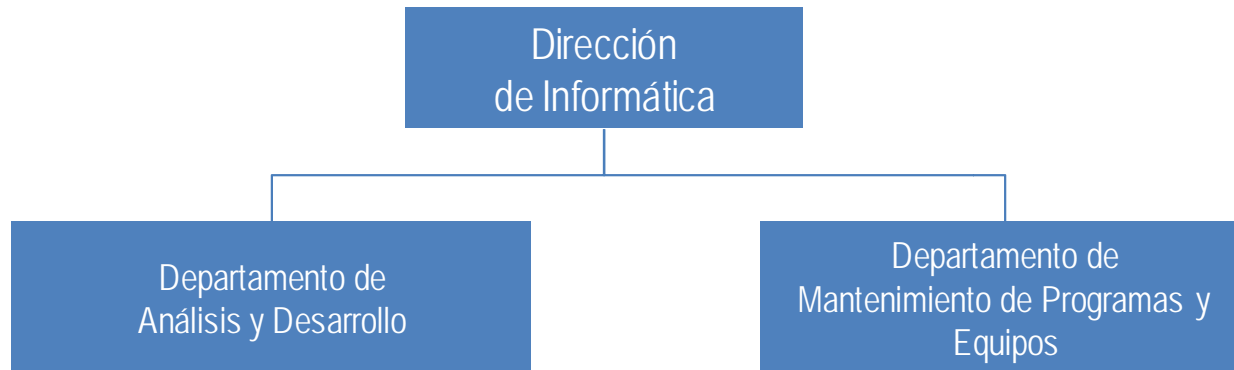 Dirección
de Informática
Departamento de
Análisis y Desarrollo
Departamento de
Mantenimiento de Programas y
Equipos